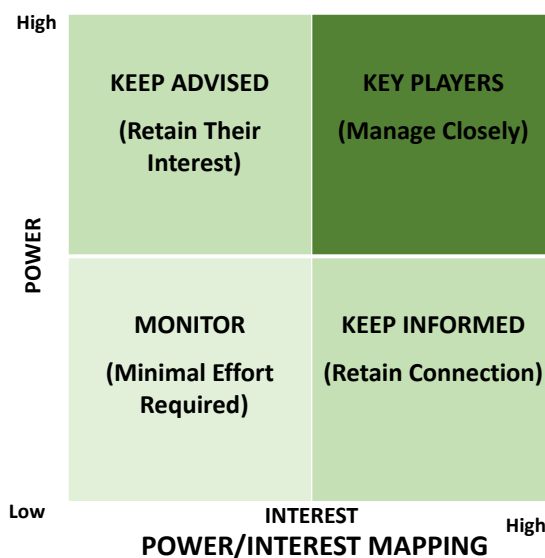 High
KEEP ADVISED
(Retain Their
Interest)
KEY PLAYERS
(Manage Closely)
POWER
MONITOR
(Minimal Effort
Required)
KEEP INFORMED
(Retain Connection)
Low
INTEREST
High
POWER/INTEREST MAPPING